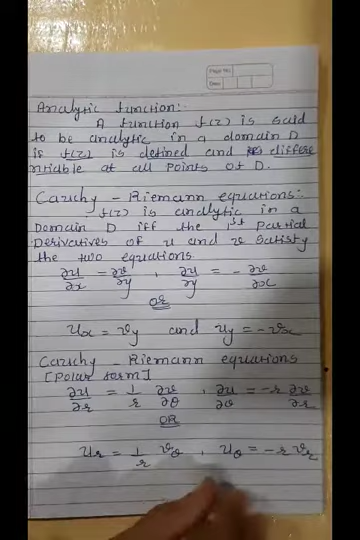 Page No.
Date
Analytic function:-
A function f(z) is said
to be analytic in a domain D
is f(z) is defined and differe
ntiable at all points of D.
Cauchy - Riemann equations:-
f(z) is analytic in a
Domain D iff the 1st Partial
Derivatives of u and v satisfy
the two equations
∂u/∂x = ∂v/∂y , ∂u/∂y = -∂v/∂x
OR
ux = vy and uy = -vx
Cauchy - Riemann equations
[Polar form]
∂u/∂r = 1/r ∂v/∂θ , ∂u/∂θ = -r ∂v/∂r
OR
ur = 1/r vθ , uθ = -r vr